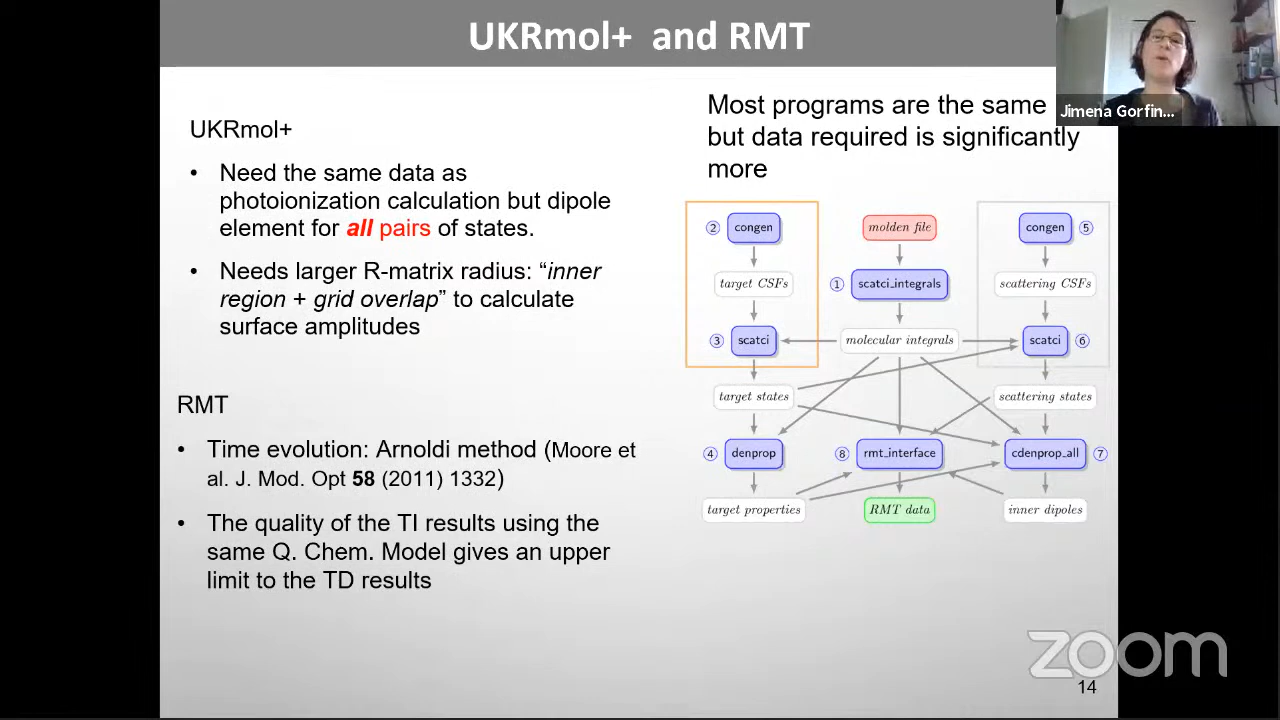 UKRmol+ and RMT
Jimena Gorfin...
UKRmol+
• Need the same data as
photoionization calculation but dipole
element for all pairs of states.
• Needs larger R-matrix radius: “inner
region + grid overlap” to calculate
surface amplitudes
RMT
• Time evolution: Arnoldi method (Moore et
al. J. Mod. Opt 58 (2011) 1332)
• The quality of the TI results using the
same Q. Chem. Model gives an upper
limit to the TD results
Most programs are the same
but data required is significantly
more
② congen
molden file
congen ⑤
target CSFs
① scatci_integrals
scattering CSFs
③ scatci
molecular integrals
scatci ⑥
target states
scattering states
④ denprop
⑧ rmt_interface
cdenprop_all ⑦
target properties
RMT data
inner dipoles
zoom
14